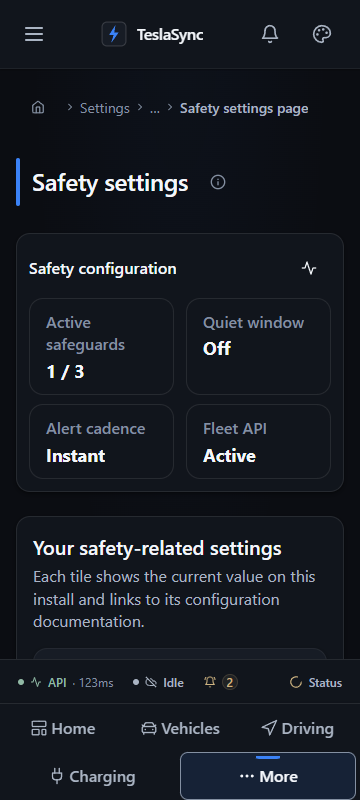 TeslaSync
Settings
...
Safety settings page
Safety settings
Safety configuration
Active safeguards
1 / 3
Quiet window
Off
Alert cadence
Instant
Fleet API
Active
Your safety-related settings
Each tile shows the current value on this
install and links to its configuration
documentation.
API · 123ms
Idle
2
Status
Home
Vehicles
Driving
Charging
More